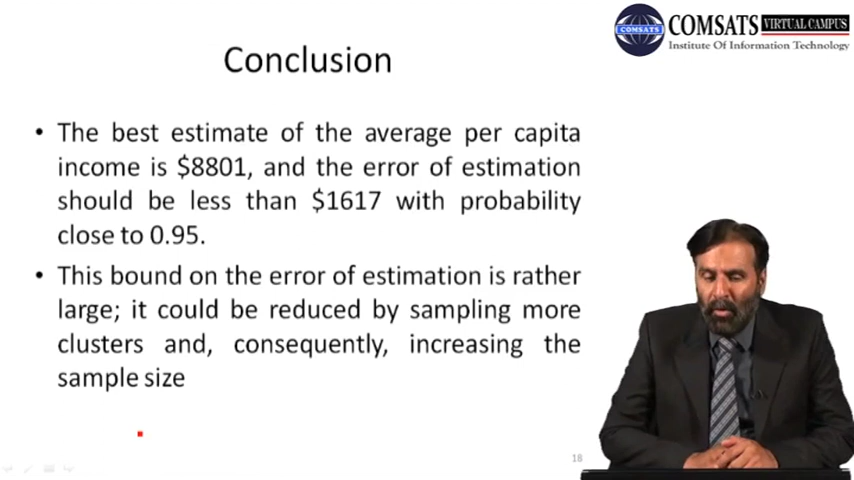 COMSATS VIRTUAL CAMPUS
COMSATS
Institute Of Information Technology
Conclusion
• The best estimate of the average per capita
income is $8801, and the error of estimation
should be less than $1617 with probability
close to 0.95.
• This bound on the error of estimation is rather
large; it could be reduced by sampling more
clusters and, consequently, increasing the
sample size
18